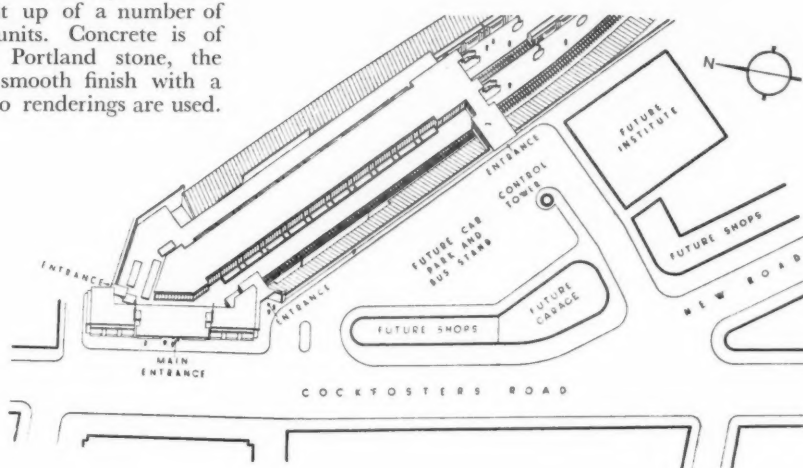 t up of a number of
units. Concrete is of
Portland stone, the
smooth finish with a
o renderings are used.
N
FUTURE
INSTITUTE
ENTRANCE
CONTROL
TOWER
FUTURE SHOPS
FUTURE CAR
PARK AND
BUS STAND
NEW ROAD
ENTRANCE
ENTRANCE
FUTURE
GARAGE
FUTURE SHOPS
MAIN
ENTRANCE
COCKFOSTERS ROAD